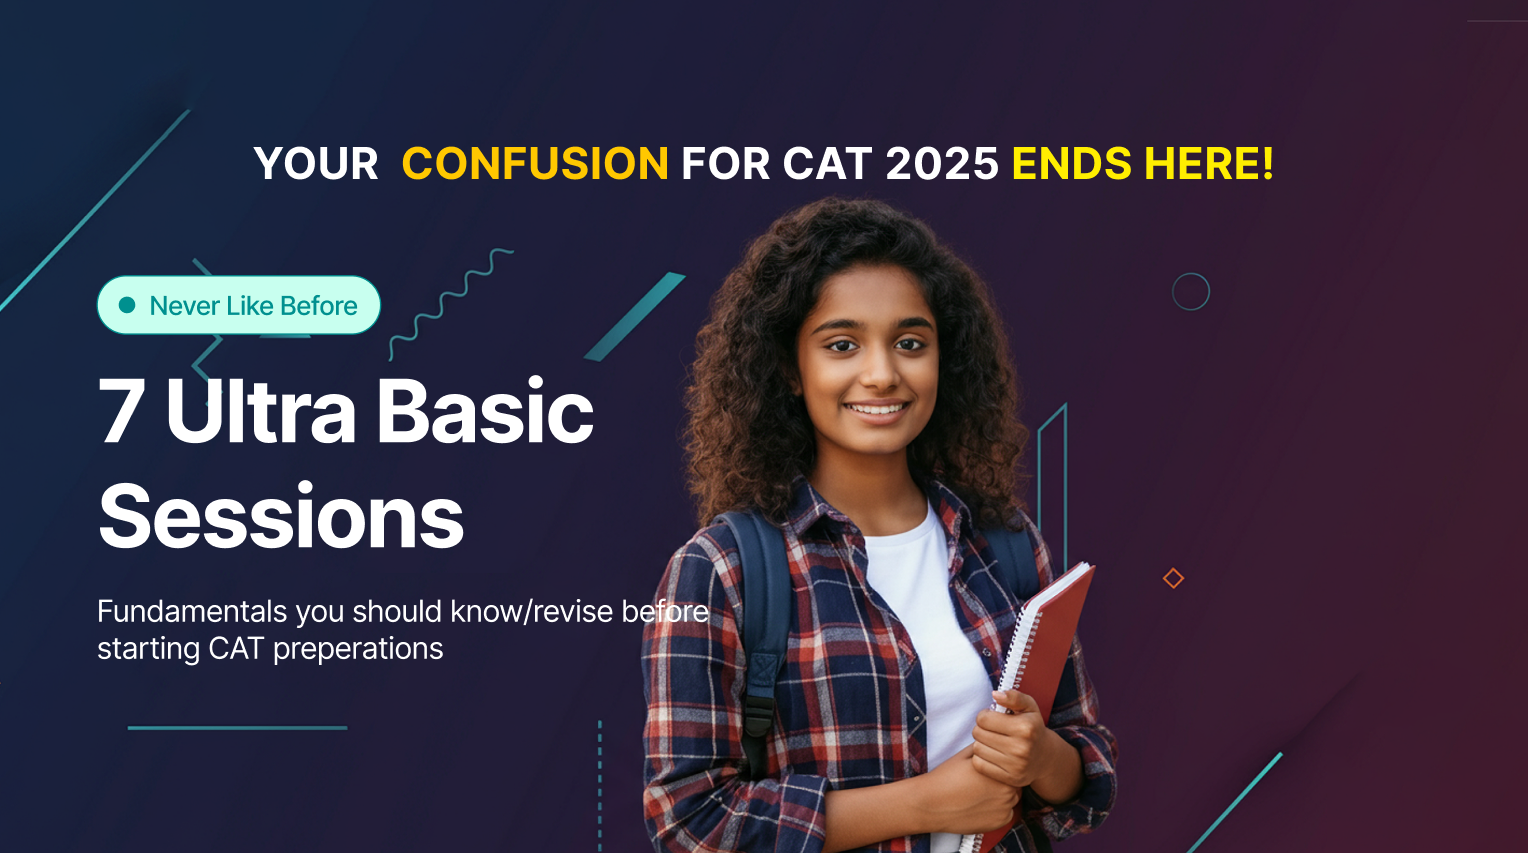 YOUR CONFUSION FOR CAT 2025 ENDS HERE!
Never Like Before
7 Ultra Basic
Sessions
Fundamentals you should know/revise before
starting CAT preperations